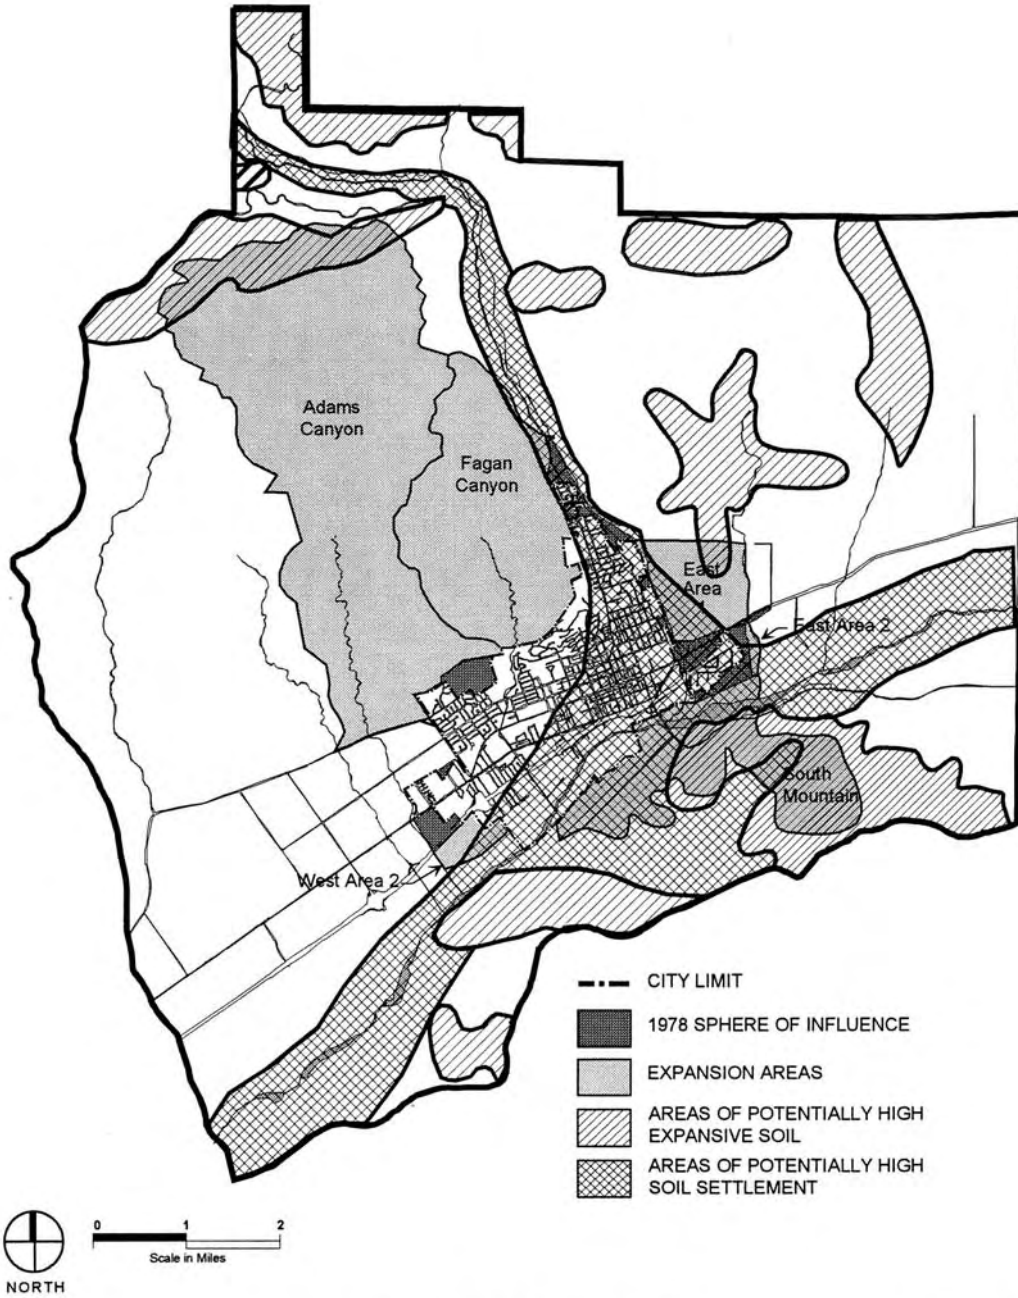 Adams
Canyon
Fagan
Canyon
East
Area
East Area 2
South
Mountain
West Area 2
CITY LIMIT
1978 SPHERE OF INFLUENCE
EXPANSION AREAS
AREAS OF POTENTIALLY HIGH
EXPANSIVE SOIL
AREAS OF POTENTIALLY HIGH
SOIL SETTLEMENT
0 1 2
Scale in Miles
NORTH